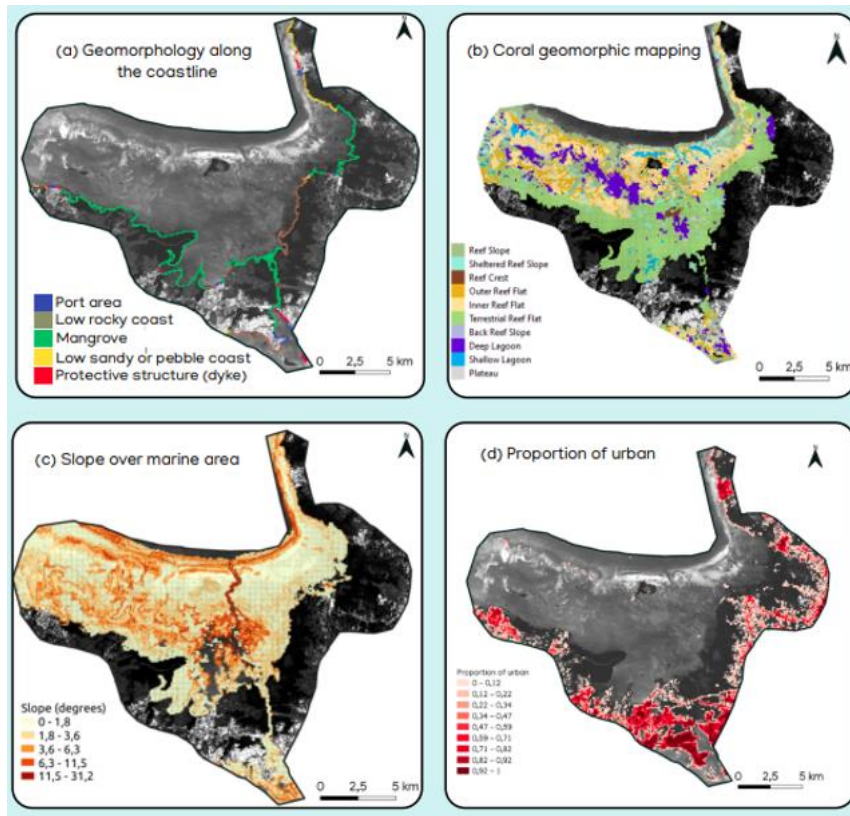 (a) Geomorphology along
the coastline
N
Port area
Low rocky coast
Mangrove
Low sandy or pebble coast
Protective structure (dyke)
0 2,5 5 km
(b) Coral geomorphic mapping
N
Reef Slope
Sheltered Reef Slope
Reef Crest
Outer Reef Flat
Inner Reef Flat
Terrestrial Reef Flat
Back Reef Slope
Deep Lagoon
Shallow Lagoon
Plateau
0 2,5 5 km
(c) Slope over marine area
N
Slope (degrees)
0 - 1,8
1,8 - 3,6
3,6 - 6,3
6,3 - 11,5
11,5 - 31,2
0 2,5 5 km
(d) Proportion of urban
N
Proportion of urban
0 - 0,12
0,12 - 0,22
0,22 - 0,34
0,34 - 0,47
0,47 - 0,59
0,59 - 0,71
0,71 - 0,82
0,82 - 0,92
0,92 - 1
0 2,5 5 km